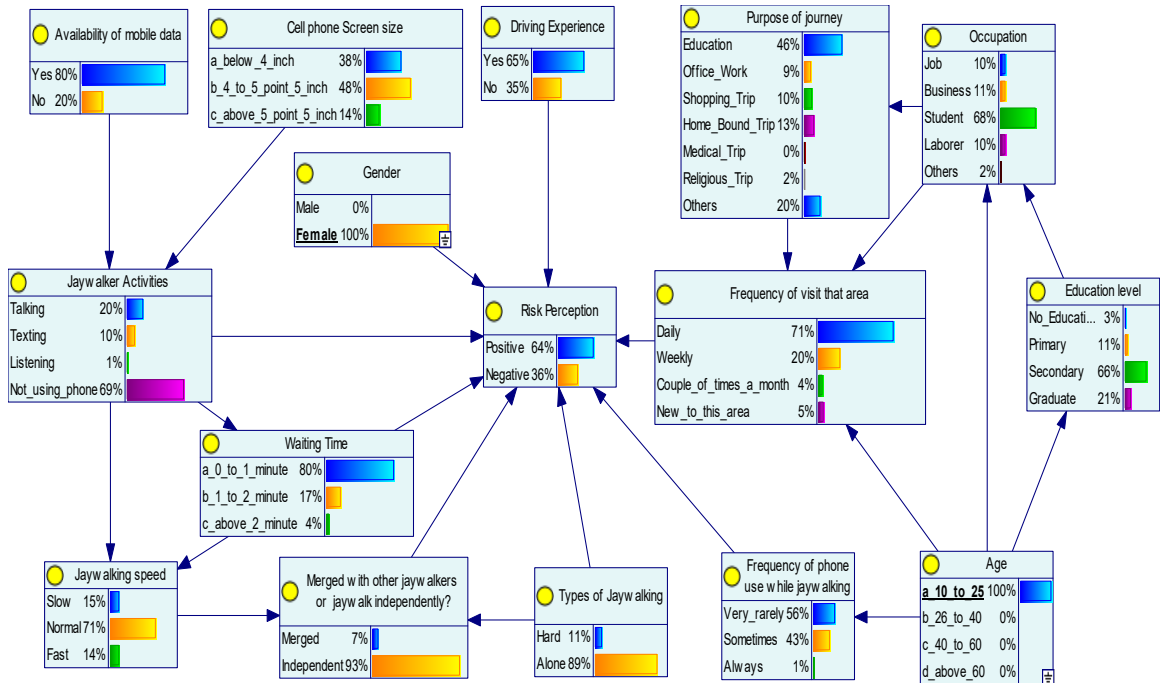 Availability of mobile data
Yes 80%
No 20%
Cell phone Screen size
a_below_4_inch 38%
b_4_to_5_point_5_inch 48%
c_above_5_point_5_inch 14%
Driving Experience
Yes 65%
No 35%
Purpose of journey
Education 46%
Office_Work 9%
Shopping_Trip 10%
Home_Bound_Trip 13%
Medical_Trip 0%
Religious_Trip 2%
Others 20%
Occupation
Job 10%
Business 11%
Student 68%
Laborer 10%
Others 2%
Gender
Male 0%
Female 100%
Jaywalker Activities
Talking 20%
Texting 10%
Listening 1%
Not_using_phone 69%
Risk Perception
Positive 64%
Negative 36%
Frequency of visit that area
Daily 71%
Weekly 20%
Couple_of_times_a_month 4%
New_to_this_area 5%
Education level
No_Educati... 3%
Primary 11%
Secondary 66%
Graduate 21%
Waiting Time
a_0_to_1_minute 80%
b_1_to_2_minute 17%
c_above_2_minute 4%
Jaywalking speed
Slow 15%
Normal 71%
Fast 14%
Merged with other jaywalkers
or jaywalk independently?
Merged 7%
Independent 93%
Types of Jaywalking
Hard 11%
Alone 89%
Frequency of phone
use while jaywalking
Very_rarely 56%
Sometimes 43%
Always 1%
Age
a_10_to_25 100%
b_26_to_40 0%
c_40_to_60 0%
d_above_60 0%